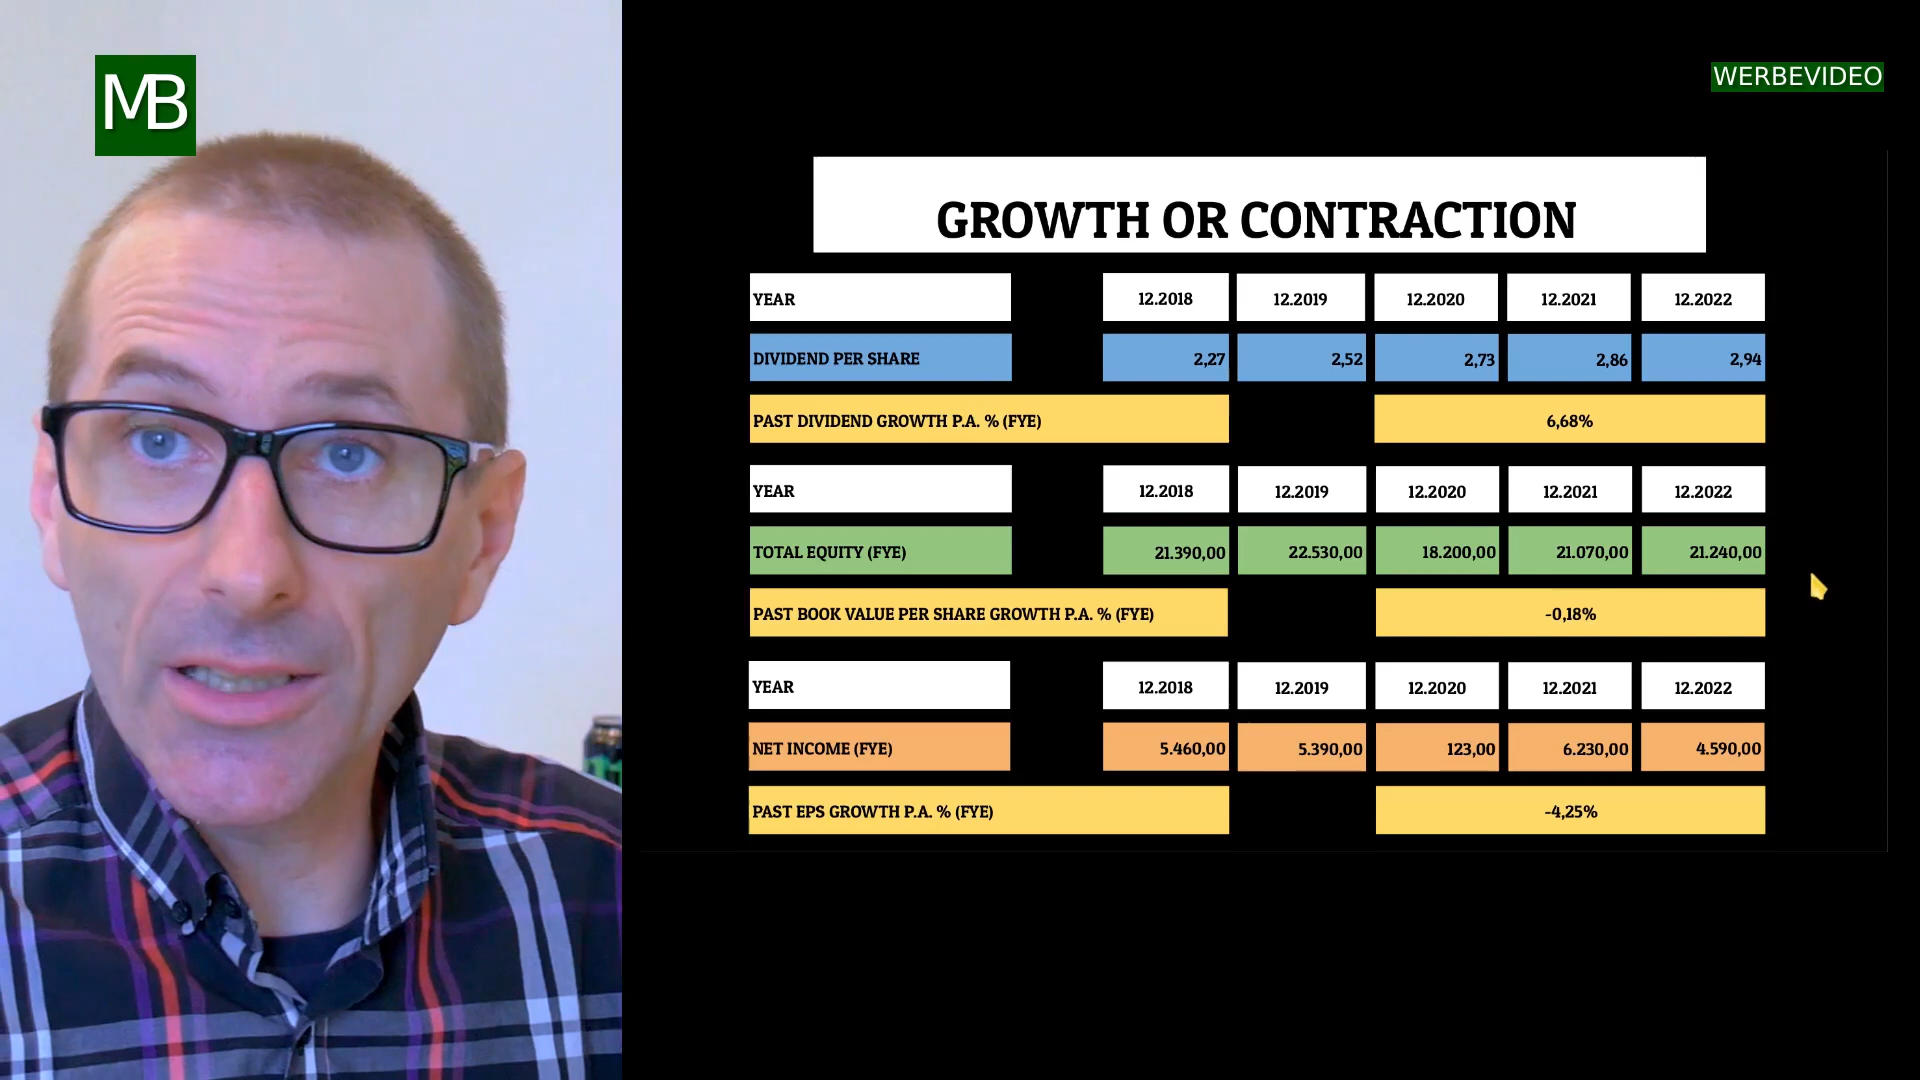 MB
WERBEVIDEO
GROWTH OR CONTRACTION
YEAR 12.2018 12.2019 12.2020 12.2021 12.2022
DIVIDEND PER SHARE 2,27 2,52 2,73 2,86 2,94
PAST DIVIDEND GROWTH P.A. % (FYE) 6,68%
YEAR 12.2018 12.2019 12.2020 12.2021 12.2022
TOTAL EQUITY (FYE) 21.390,00 22.530,00 18.200,00 21.070,00 21.240,00
PAST BOOK VALUE PER SHARE GROWTH P.A. % (FYE) -0,18%
YEAR 12.2018 12.2019 12.2020 12.2021 12.2022
NET INCOME (FYE) 5.460,00 5.390,00 123,00 6.230,00 4.590,00
PAST EPS GROWTH P.A. % (FYE) -4,25%